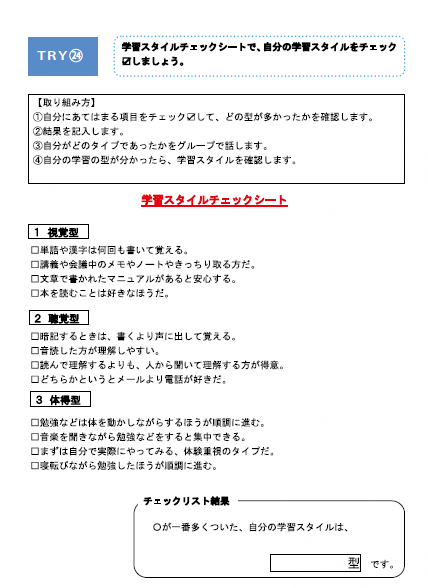 TRY㉔
学習スタイルチェックシートで、自分の学習スタイルをチェック
☑しましょう。
【取り組み方】
①自分にあてはまる項目をチェック☑して、どの型が多かったかを確認します。
②結果を記入します。
③自分がどのタイプであったかをグループで話します。
④自分の学習の型が分かったら、学習スタイルを確認します。
学習スタイルチェックシート
1 視覚型
□単語や漢字は何回も書いて覚える。
□講義や会議中のメモやノートやきっちり取る方だ。
□文章で書かれたマニュアルがあると安心する。
□本を読むことは好きなほうだ。
2 聴覚型
□暗記するときは、書くより声に出して覚える。
□音読した方が理解しやすい。
□読んで理解するよりも、人から聞いて理解する方が得意。
□どちらかというとメールより電話が好きだ。
3 体得型
□勉強などは体を動かしながらするほうが順調に進む。
□音楽を聞きながら勉強などをすると集中できる。
□まずは自分で実際にやってみる、体験重視のタイプだ。
□寝転びながら勉強したほうが順調に進む。
チェックリスト結果
○が一番多くついた、自分の学習スタイルは、
型 です。